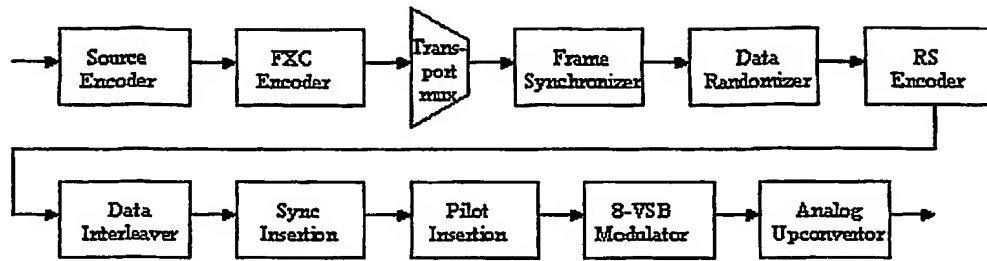 Source
Encoder
FXC
Encoder
Trans-
port
mux
Frame
Synchronizer
Data
Randomizer
RS
Encoder
Data
Interleaver
Sync
Insertion
Pilot
Insertion
8-VSB
Modulator
Analog
Upconvertor